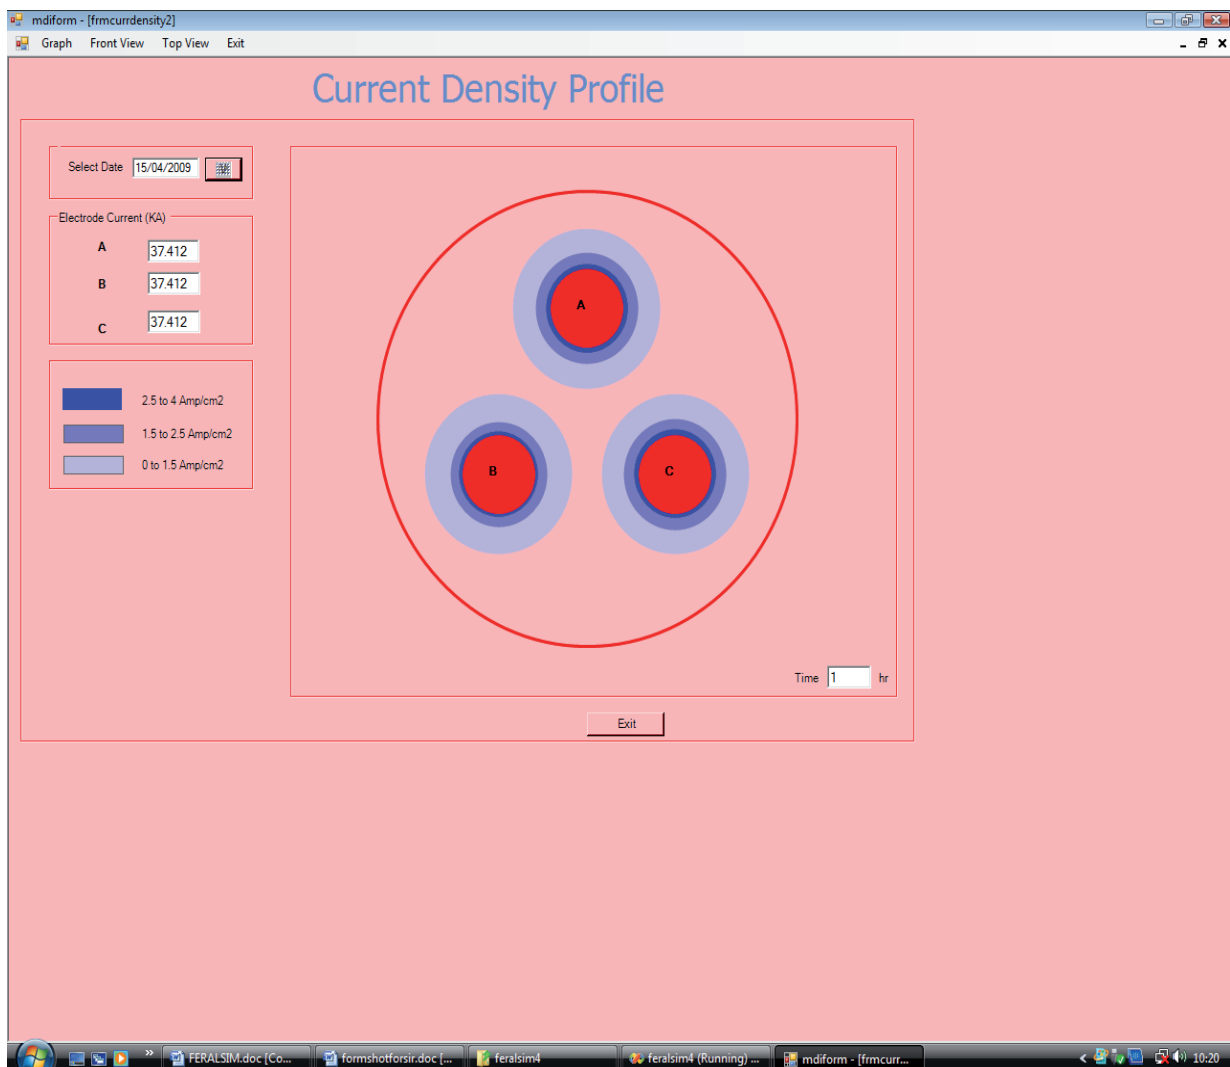 mdiform - [frmcurrdensity2]
Graph Front View Top View Exit
Current Density Profile
Select Date 15/04/2009
Electrode Current (KA)
A 37.412
B 37.412
C 37.412
2.5 to 4 Amp/cm2
1.5 to 2.5 Amp/cm2
0 to 1.5 Amp/cm2
A
B
C
Time 1 hr
Exit
FERALSIM.doc [Co... formshotforsir.doc [... feralsim4 feralsim4 (Running) ... mdiform - [frmcurr... 10:20